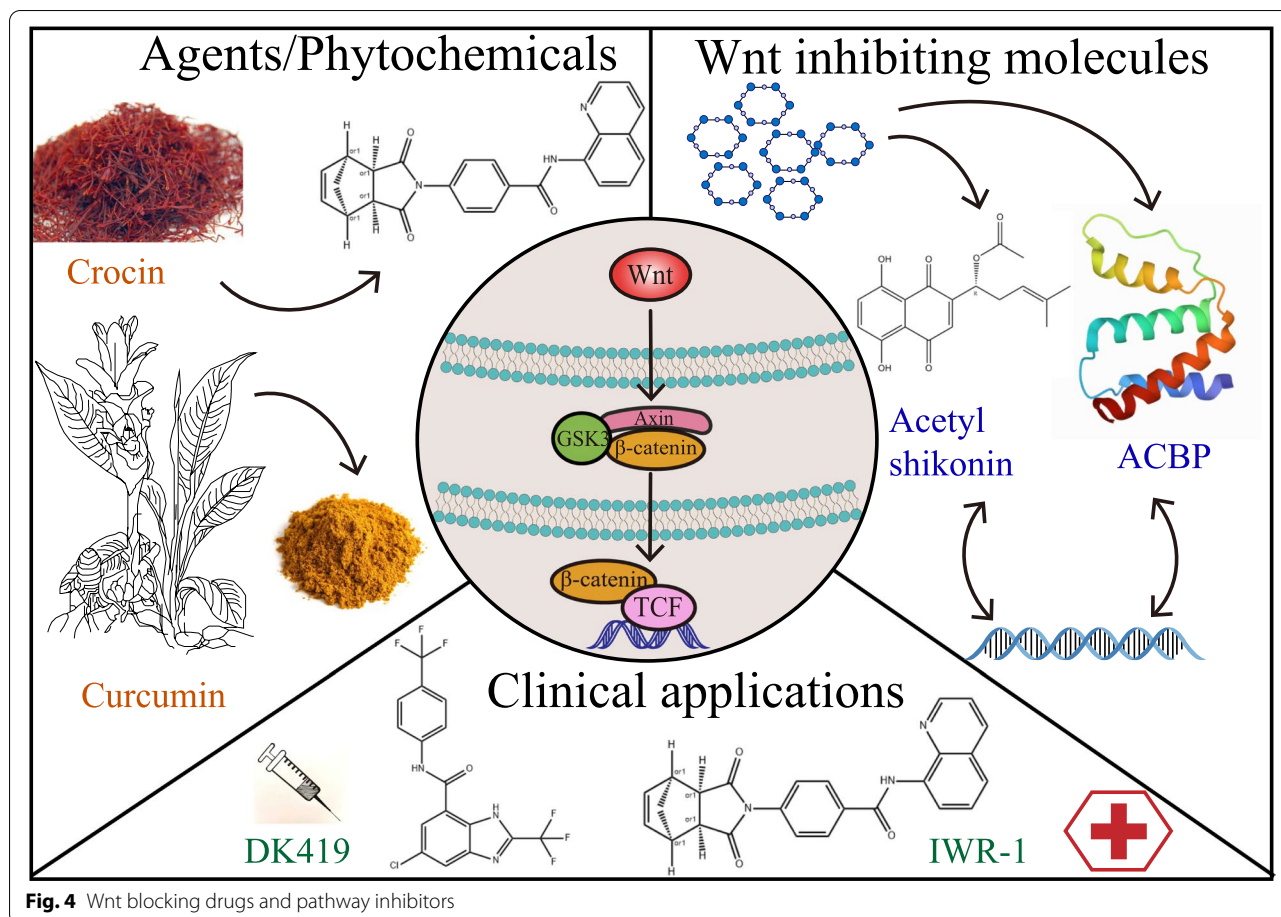 Agents/Phytochemicals
Wnt inhibiting molecules
N
HN
O
O
N
O
H
H
H
H
or1
or1
or1
or1
Crocin
Curcumin
Wnt
Axin
GSK3
β-catenin
β-catenin
TCF
O
O
OH
O
R
OH
O
Acetyl
shikonin
ACBP
Clinical applications
F
F
F
HN
O
H
N
N
F
F
F
Cl
DK419
N
HN
O
O
N
O
H
H
H
H
or1
or1
or1
or1
IWR-1
Fig. 4 Wnt blocking drugs and pathway inhibitors